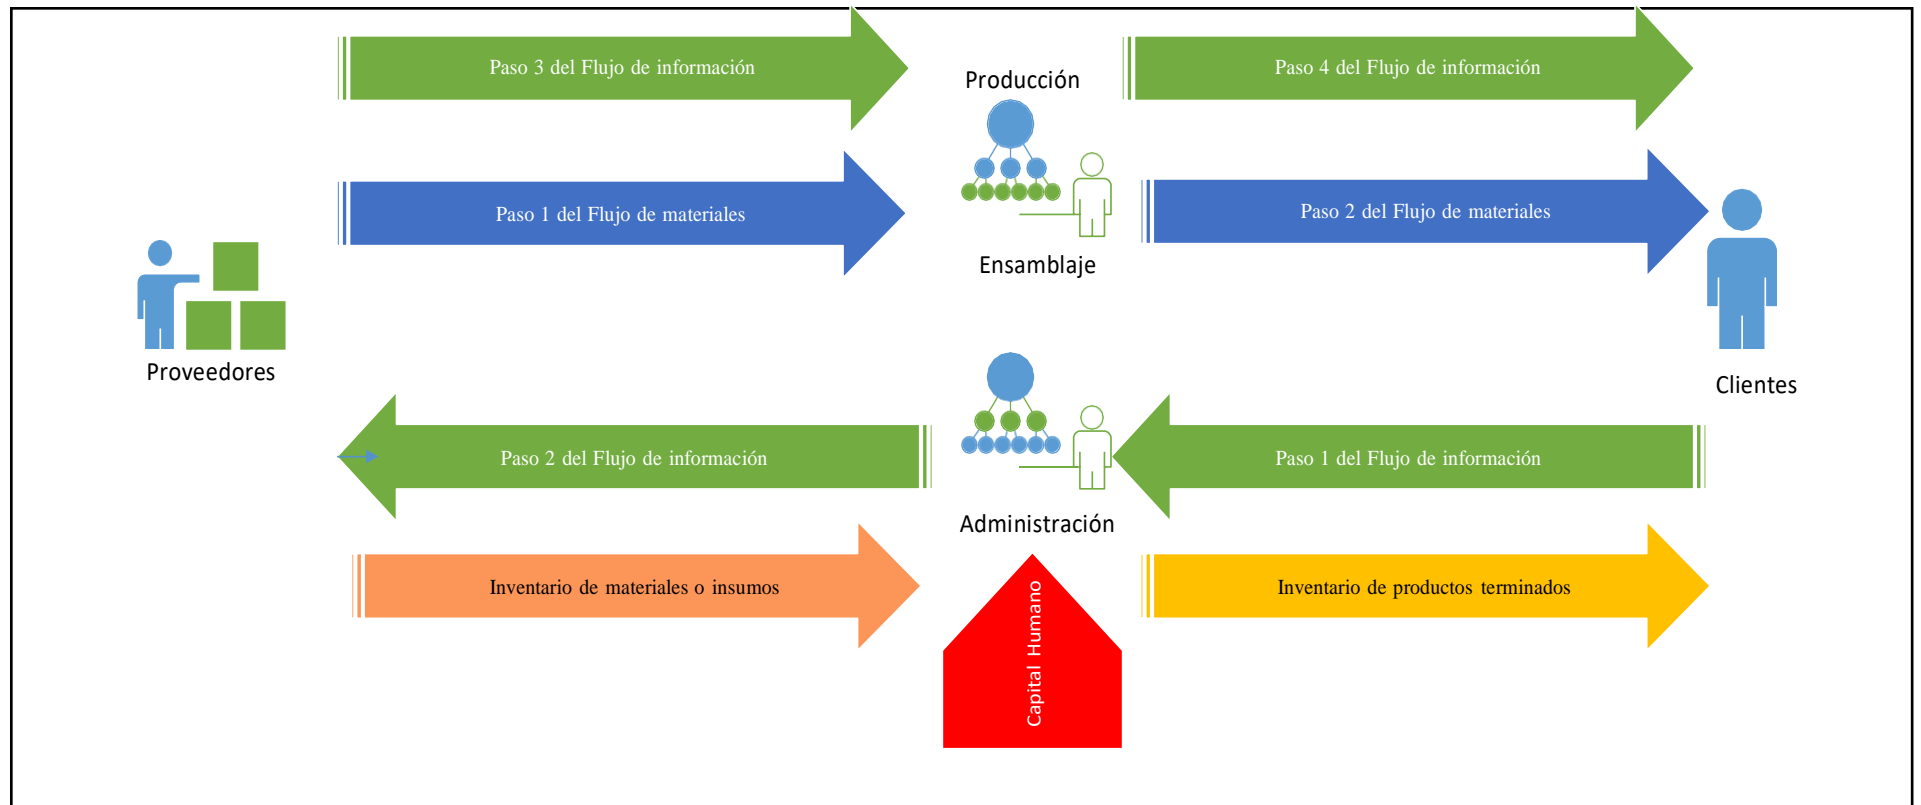 Paso 3 del Flujo de información
Paso 4 del Flujo de información
Producción
Paso 1 del Flujo de materiales
Paso 2 del Flujo de materiales
Ensamblaje
Proveedores
Clientes
Paso 2 del Flujo de información
Paso 1 del Flujo de información
Administración
Inventario de materiales o insumos
Inventario de productos terminados
Capital Humano